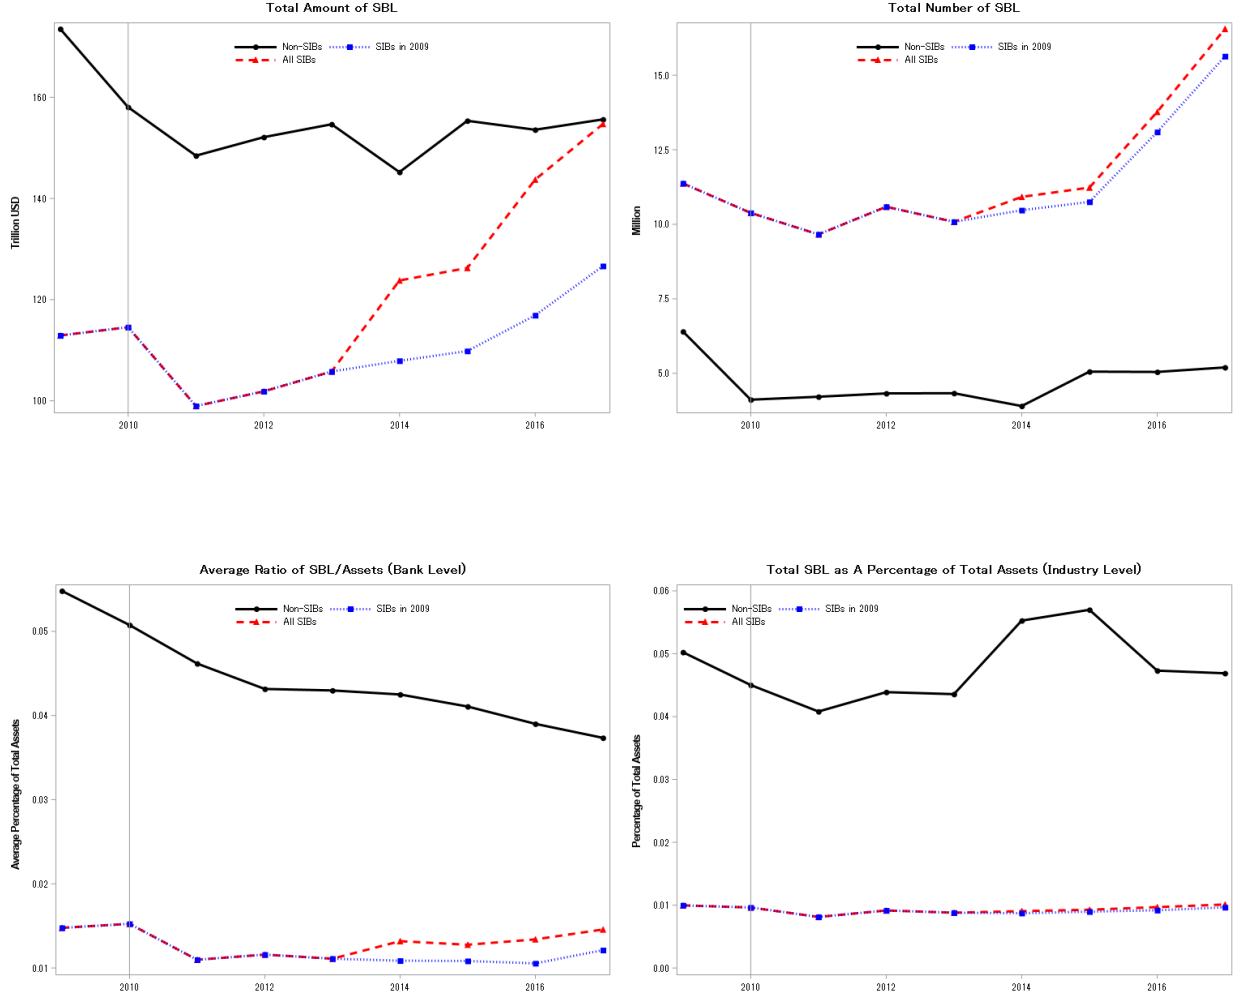 Total Amount of SBL
Non-SIBs
SIBs in 2009
All SIBs
160
140
120
100
Trillion USD
2010
2012
2014
2016
Total Number of SBL
Non-SIBs
SIBs in 2009
All SIBs
15.0
12.5
10.0
7.5
5.0
Million
2010
2012
2014
2016
Average Ratio of SBL/Assets (Bank Level)
Non-SIBs
SIBs in 2009
All SIBs
0.05
0.04
0.03
0.02
0.01
Average Percentage of Total Assets
2010
2012
2014
2016
Total SBL as A Percentage of Total Assets (Industry Level)
Non-SIBs
SIBs in 2009
All SIBs
0.06
0.05
0.04
0.03
0.02
0.01
0.00
Percentage of Total Assets
2010
2012
2014
2016